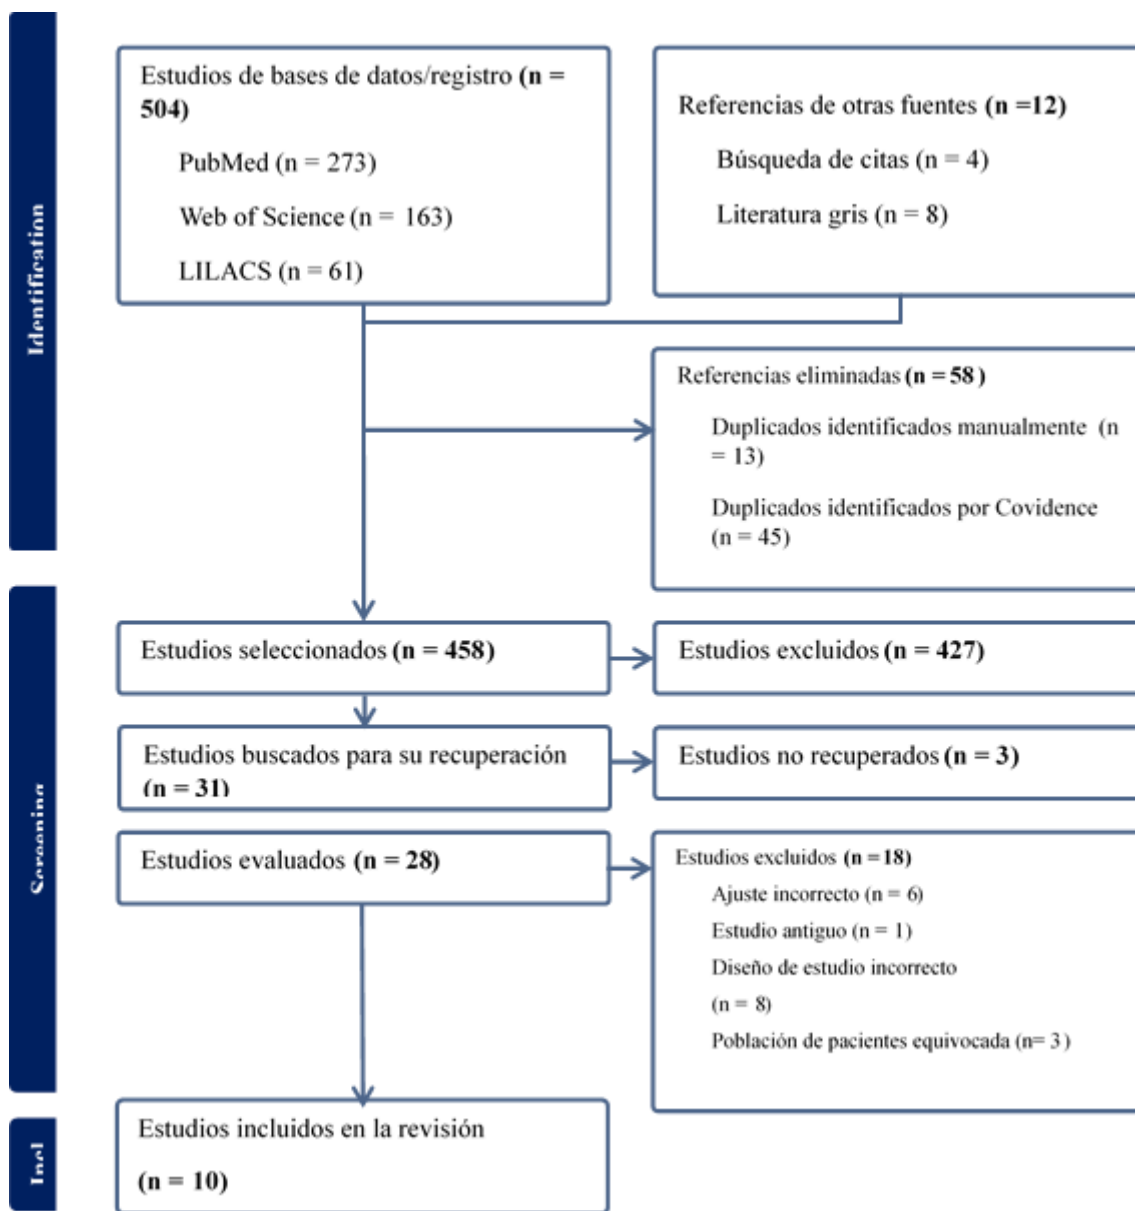 Identification
Estudios de bases de datos/registro (n =
504)
PubMed (n = 273)
Web of Science (n = 163)
LILACS (n = 61)
Referencias de otras fuentes (n =12)
Búsqueda de citas (n = 4)
Literatura gris (n = 8)
Referencias eliminadas (n = 58)
Duplicados identificados manualmente (n
= 13)
Duplicados identificados por Covidence
(n = 45)
Screening
Estudios seleccionados (n = 458)
Estudios excluidos (n = 427)
Estudios buscados para su recuperación
(n = 31)
Estudios no recuperados (n = 3)
Estudios evaluados (n = 28)
Estudios excluidos (n =18)
Ajuste incorrecto (n = 6)
Estudio antiguo (n = 1)
Diseño de estudio incorrecto
(n = 8)
Población de pacientes equivocada (n= 3)
Incl
Estudios incluidos en la revisión
(n = 10)